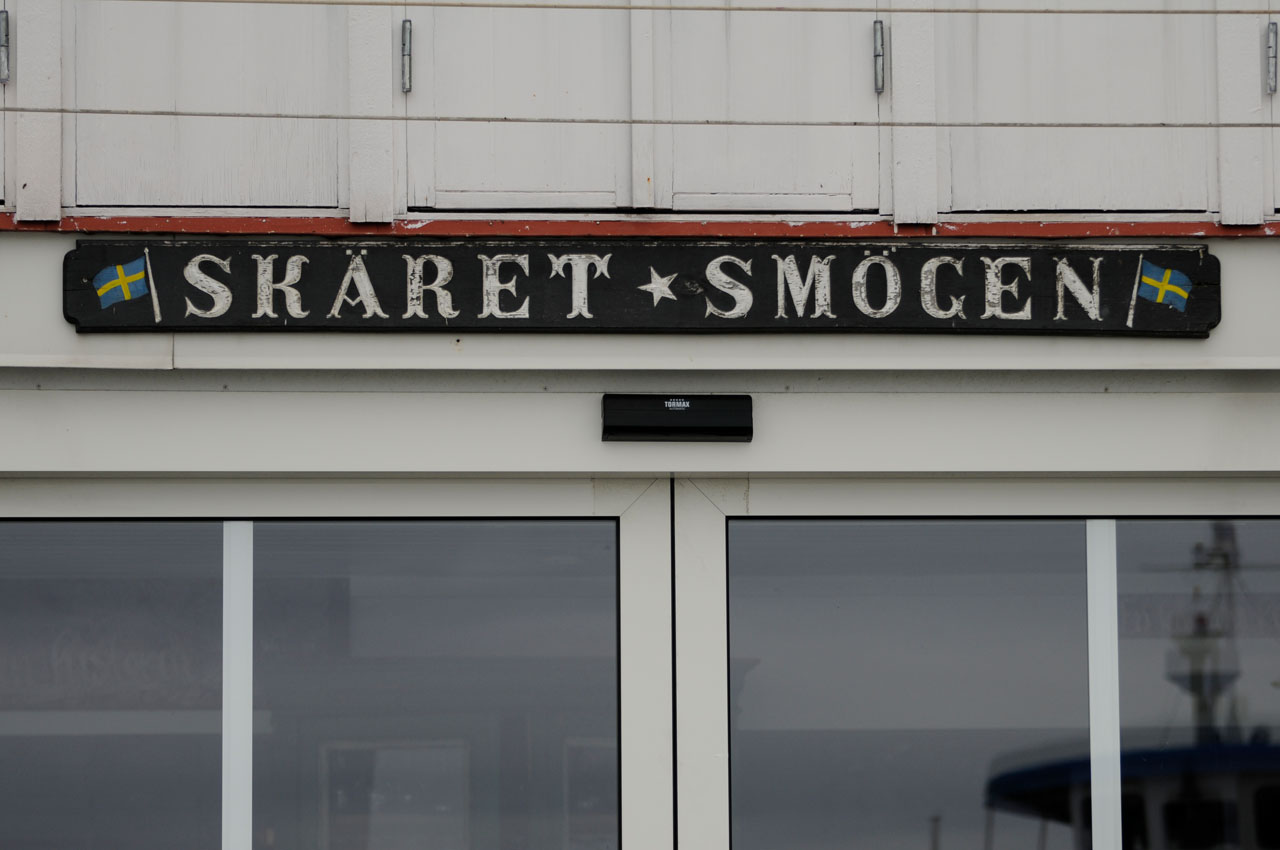 SKÄRET ★ SMÖGEN
TORMAX